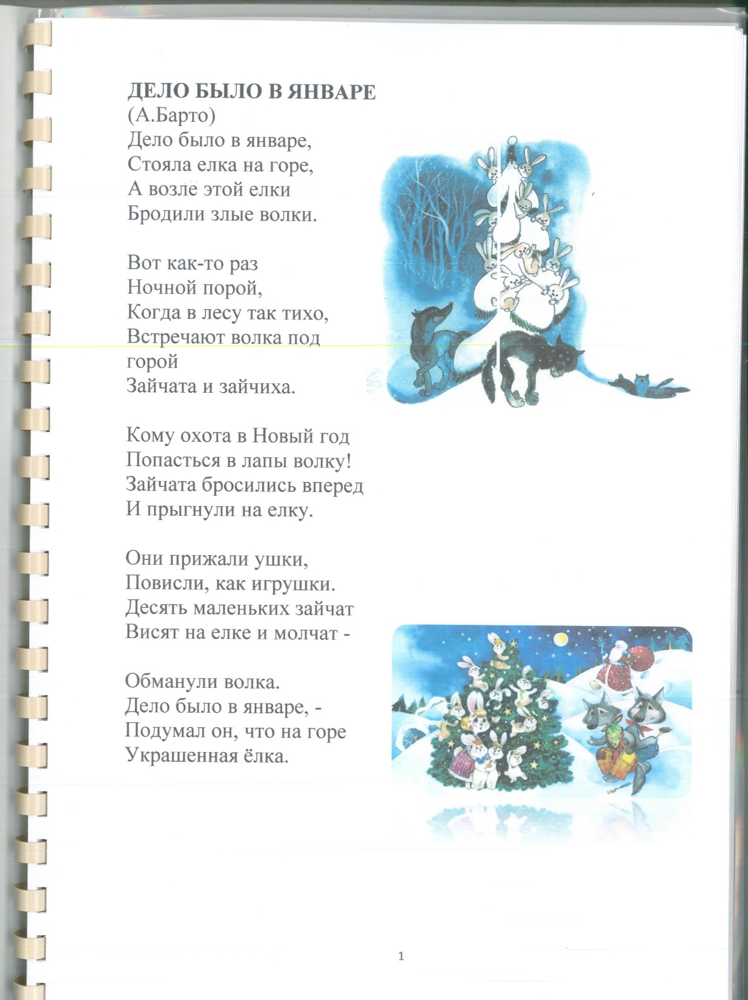 ДЕЛО БЫЛО В ЯНВАРЕ
(А.Барто)
Дело было в январе,
Стояла елка на горе,
А возле этой елки
Бродили злые волки.
Вот как-то раз
Ночной порой,
Когда в лесу так тихо,
Встречают волка под
горой
Зайчата и зайчиха.
Кому охота в Новый год
Попасться в лапы волку!
Зайчата бросились вперед
И прыгнули на елку.
Они прижали ушки,
Повисли, как игрушки.
Десять маленьких зайчат
Висят на елке и молчат -
Обманули волка.
Дело было в январе, -
Подумал он, что на горе
Украшенная ёлка.
1